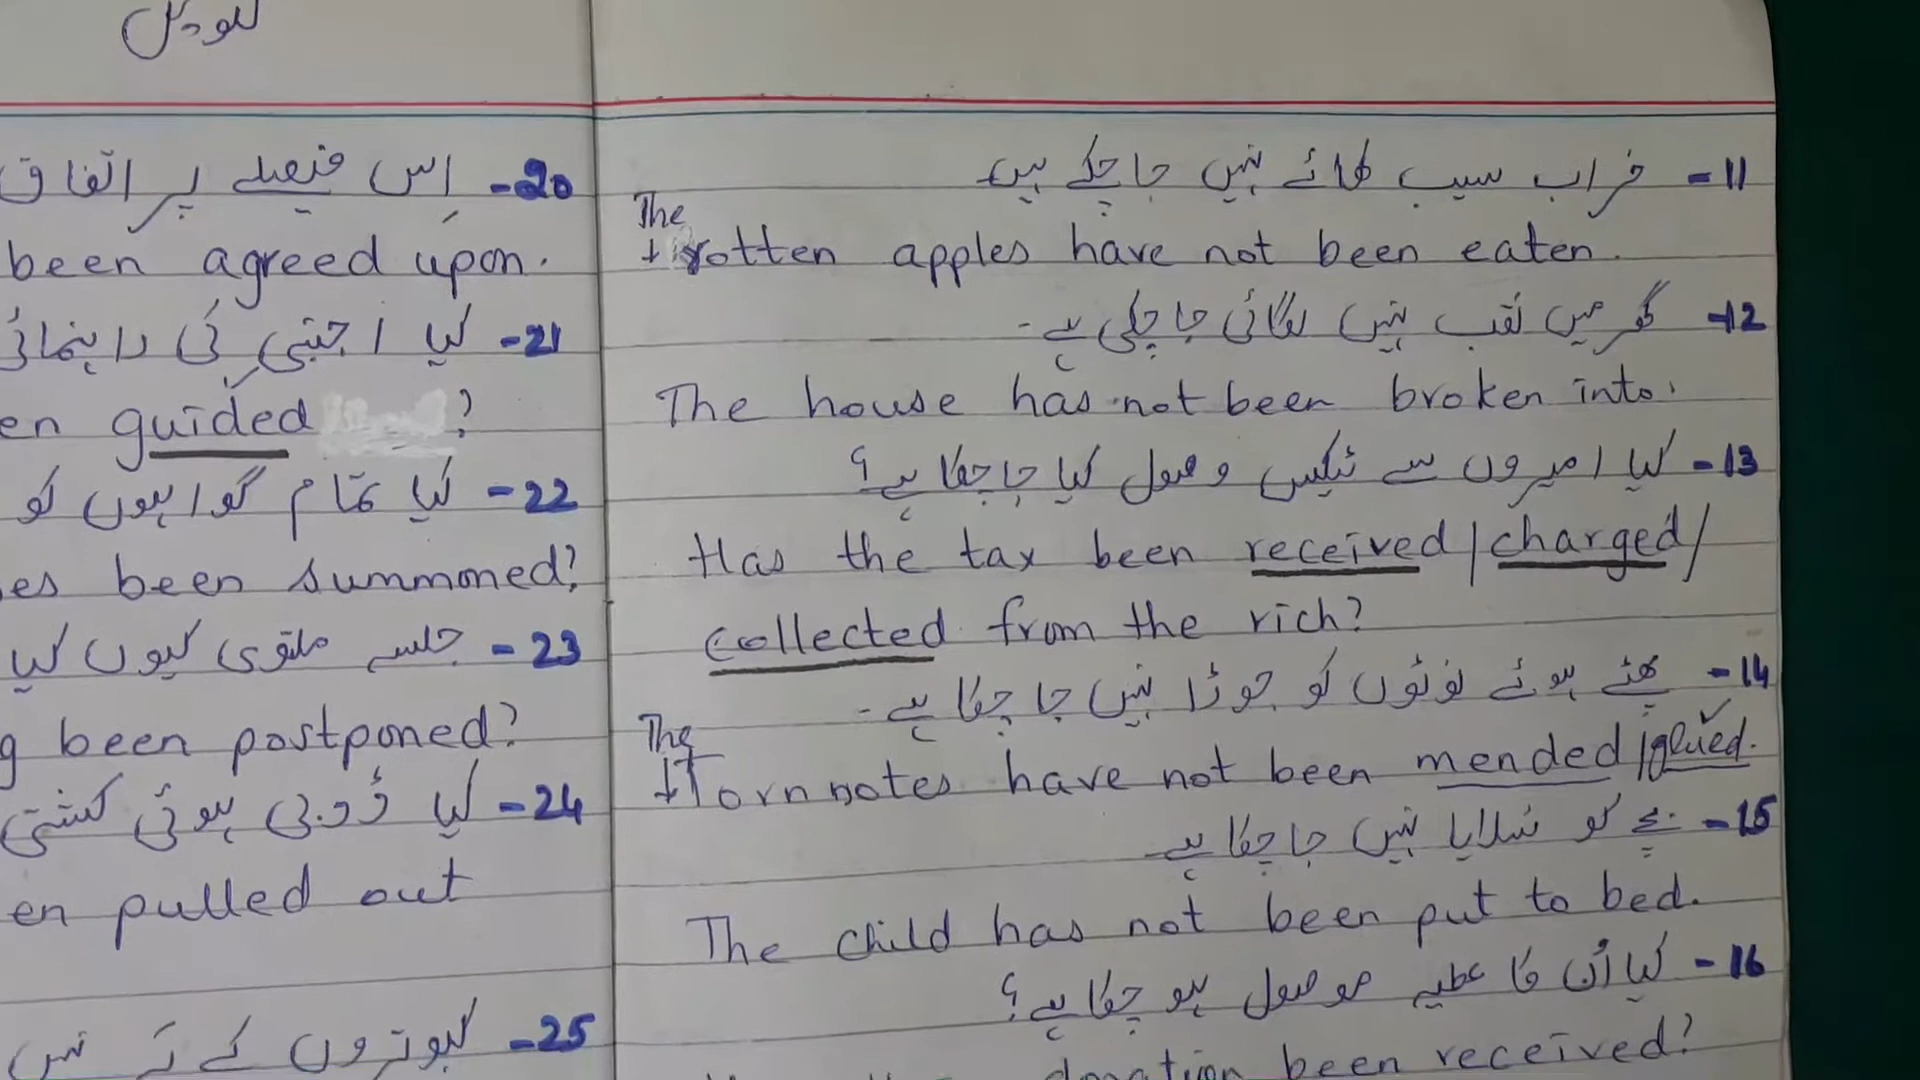 -11 خراب سیب کھائے نہیں جا چکے ہیں
The
rotten apples have not been eaten.
-12 گھر میں نقب نہیں لگائی جا چکی ہے۔
The house has not been broken into.
-13 کیا امیروں سے ٹیکس وصول کیا جا چکا ہے؟
Has the tax been received / charged /
collected from the rich?
-14 پھٹے ہوئے نوٹوں کو جوڑا نہیں جا چکا ہے۔
The
Torn notes have not been mended / glued.
-15 بچے کو سُلایا نہیں جا چکا ہے
The child has not been put to bed.
-16 کیا اُن کا عطیہ موصول ہو چکا ہے؟
donation been received?
-20 اِس فیصلے پر اتفاق
been agreed upon.
-21 کیا اجنبی کی راہنمائی
en guided ?
-22 کیا تمام گواہوں کو
es been summoned?
-23 جلسہ ملتوی کیوں کیا
g been postponed?
-24 کیا ڈوبی ہوئی کشتی
en pulled out
-25 کبوتروں کے پَر نہیں